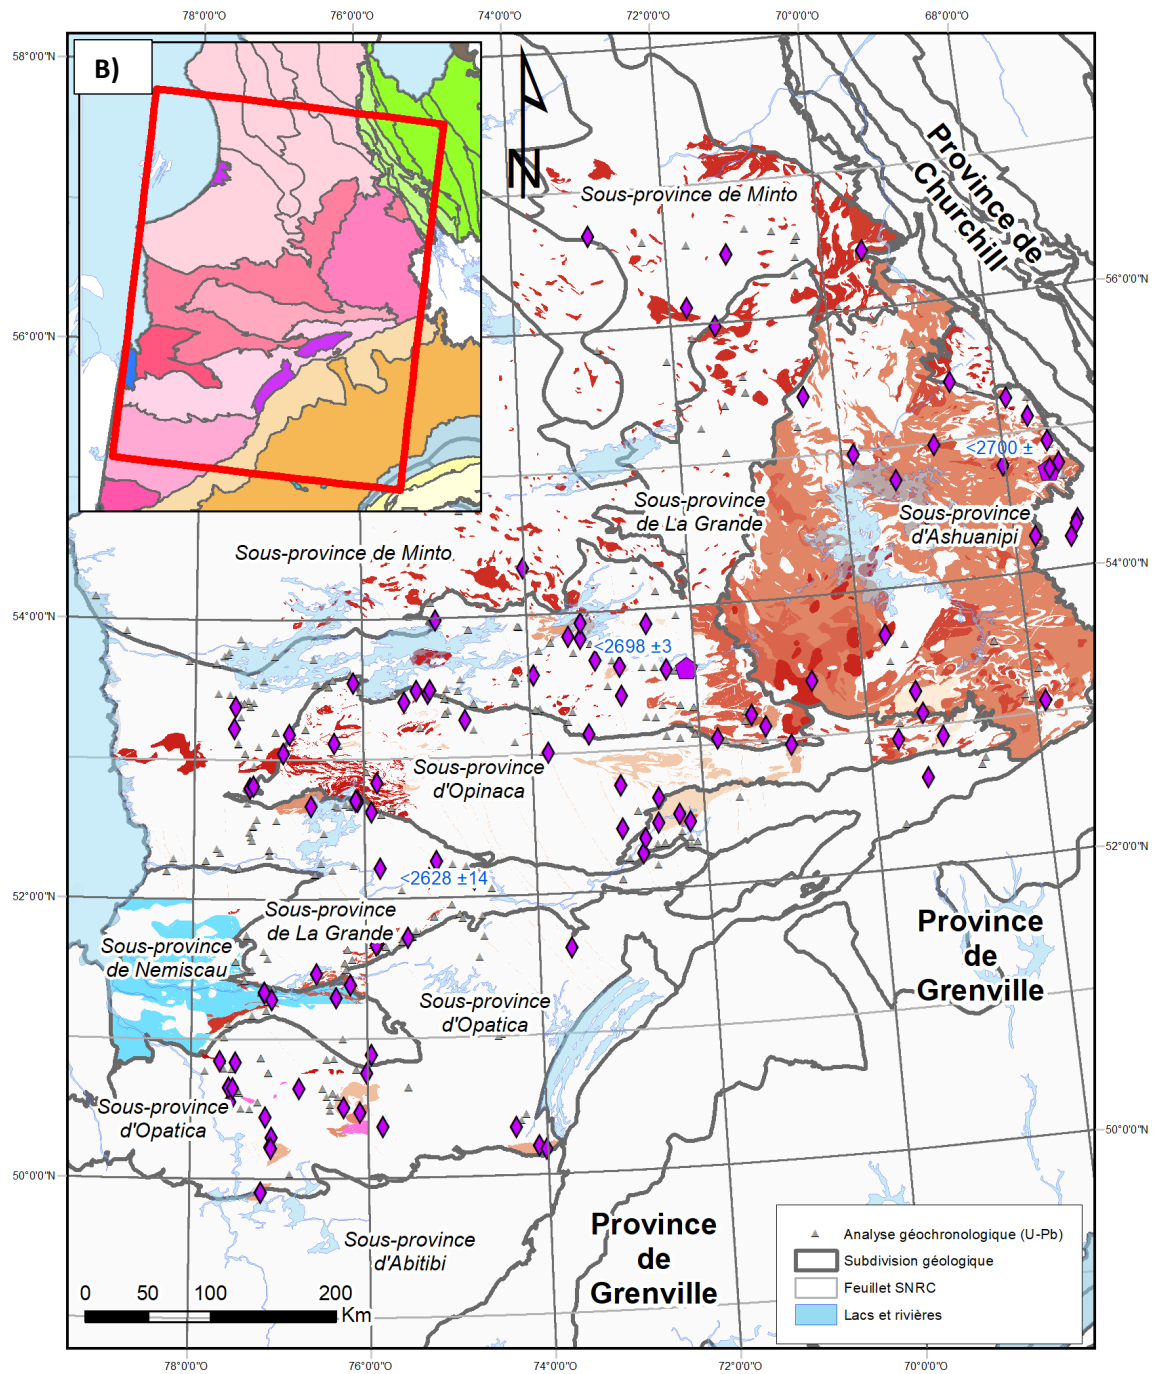 78°0'0"O 76°0'0"O 74°0'0"O 72°0'0"O 70°0'0"O 68°0'0"O
58°0'0"N
B)
N
Province de
Churchill
Sous-province de Minto
56°0'0"N
56°0'0"N
<2700 ±
Sous-province
de La Grande
Sous-province
d'Ashuanipi
Sous-province de Minto
54°0'0"N
54°0'0"N
<2698 ±3
Sous-province
d'Opinaca
52°0'0"N
52°0'0"N
<2628 ±14
Sous-province
de La Grande
Sous-province
de Nemiscau
Province
de
Grenville
Sous-province
d'Opatica
Sous-province
d'Opatica
50°0'0"N
50°0'0"N
Province
de
Grenville
Sous-province
d'Abitibi
Analyse géochronologique (U-Pb)
Subdivision géologique
Feuillet SNRC
Lacs et rivières
0 50 100 200
Km
78°0'0"O 76°0'0"O 74°0'0"O 72°0'0"O 70°0'0"O